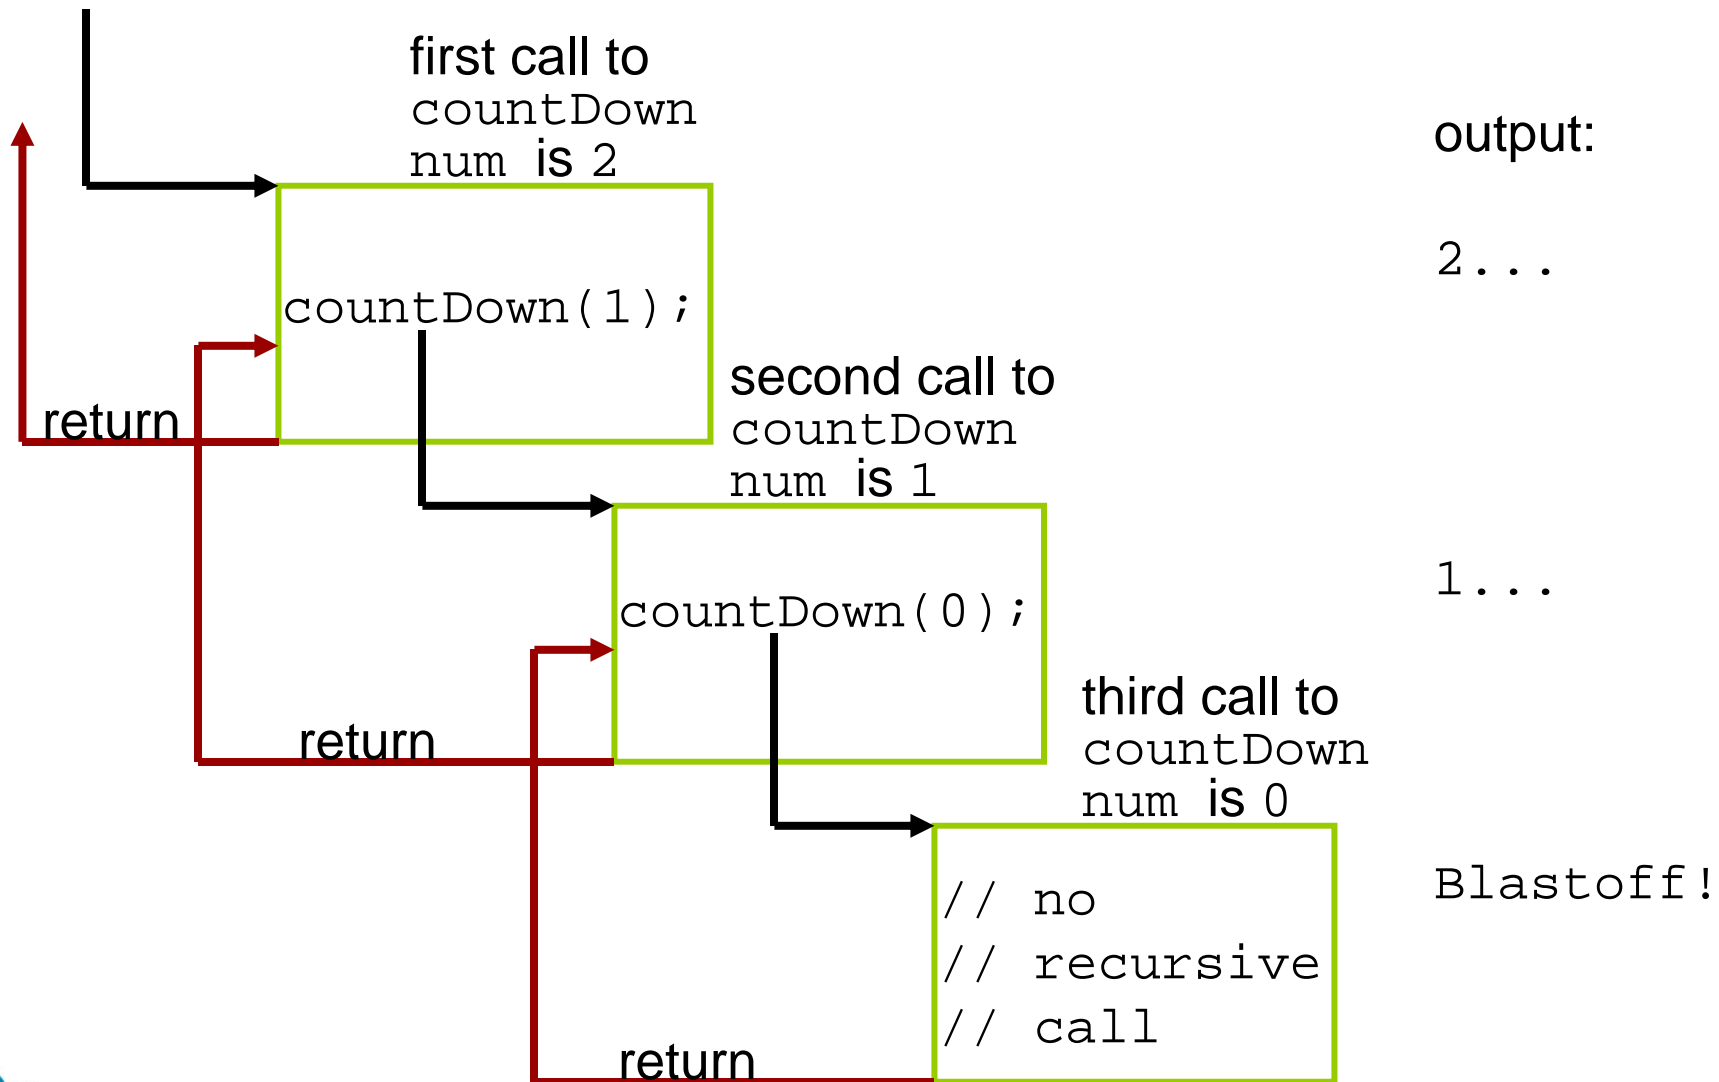 first call to
countDown
num is 2
output:
2...
countDown(1);
second call to
countDown
num is 1
return
1...
countDown(0);
third call to
countDown
num is 0
return
Blastoff!
// no
// recursive
// call
return